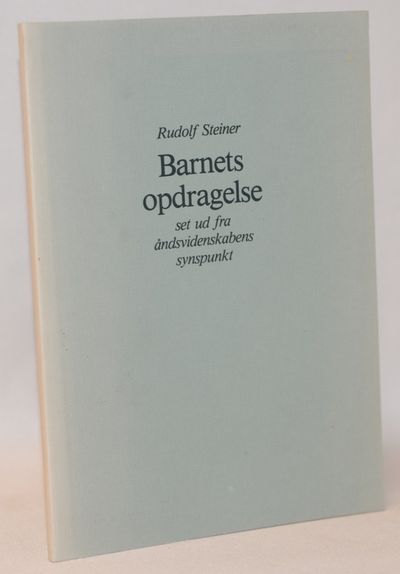 Rudolf Steiner
Barnets
opdragelse
set ud fra
åndsvidenskabens
synspunkt